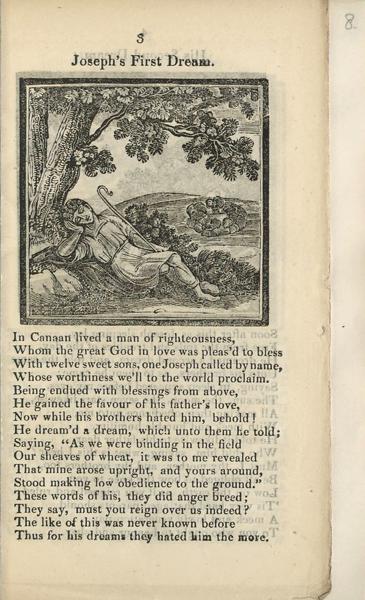 8
3
Joseph's First Dream.
In Canaan lived a man of righteousness,
Whom the great God in love was pleas'd to bless
With twelve sweet sons, one Joseph called by name,
Whose worthiness we'll to the world proclaim.
Being endued with blessings from above,
He gained the favour of his father's love,
Now while his brothers hated him, behold!
He dream'd a dream, which unto them he told;
Saying, "As we were binding in the field
Our sheaves of wheat, it was to me revealed
That mine arose upright, and yours around,
Stood making low obedience to the ground."
These words of his, they did anger breed;
They say, must you reign over us indeed?
The like of this was never known before
Thus for his dreams they hated him the more.